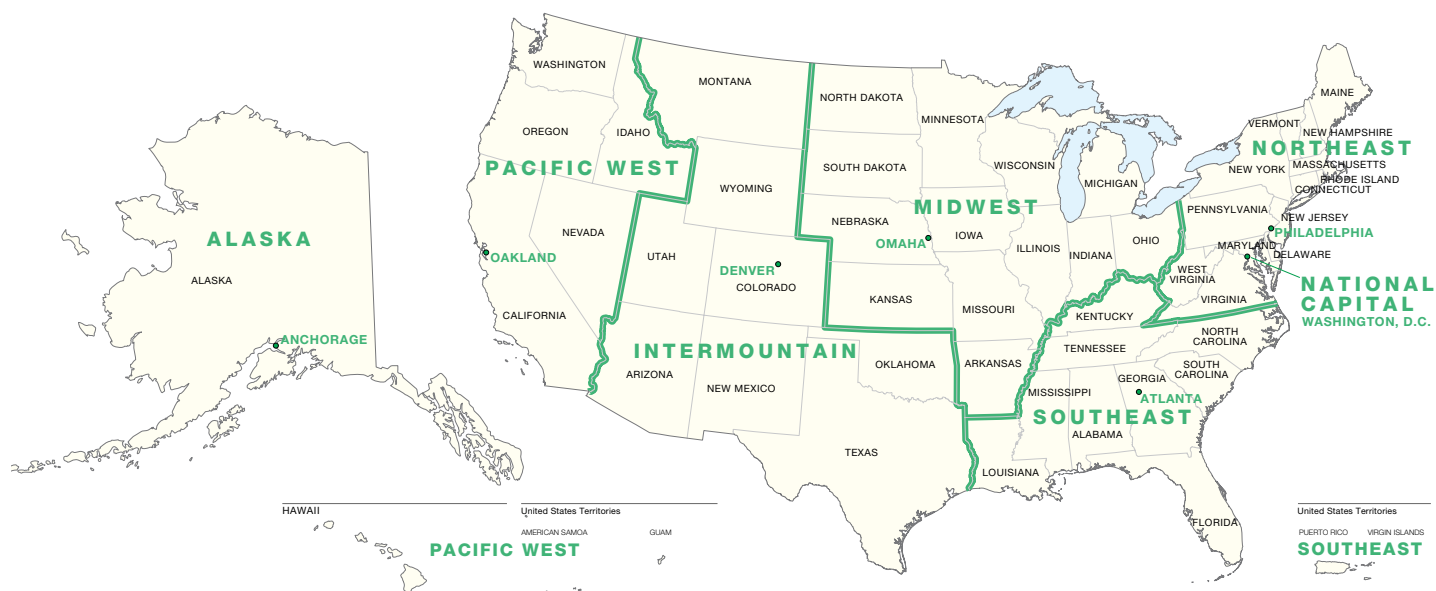 WASHINGTON
MONTANA
OREGON
IDAHO
NORTH DAKOTA
MINNESOTA
MAINE
VERMONT
NEW HAMPSHIRE
NORTHEAST
PACIFIC WEST
SOUTH DAKOTA
WISCONSIN
MICHIGAN
NEW YORK
MASSACHUSETTS
RHODE ISLAND
CONNECTICUT
WYOMING
MIDWEST
NEBRASKA
PENNSYLVANIA
NEW JERSEY
PHILADELPHIA
ALASKA
ALASKA
NEVADA
OAKLAND
UTAH
DENVER
COLORADO
OMAHA
IOWA
ILLINOIS
INDIANA
OHIO
MARYLAND
DELAWARE
WEST
VIRGINIA
VIRGINIA
NATIONAL
CAPITAL
WASHINGTON, D.C.
CALIFORNIA
KANSAS
MISSOURI
KENTUCKY
ANCHORAGE
INTERMOUNTAIN
ARIZONA
NEW MEXICO
OKLAHOMA
ARKANSAS
TENNESSEE
NORTH
CAROLINA
SOUTH
CAROLINA
MISSISSIPPI
GEORGIA
ATLANTA
SOUTHEAST
ALABAMA
TEXAS
LOUISIANA
FLORIDA
HAWAII
United States Territories
AMERICAN SAMOA
GUAM
PACIFIC WEST
United States Territories
PUERTO RICO
VIRGIN ISLANDS
SOUTHEAST